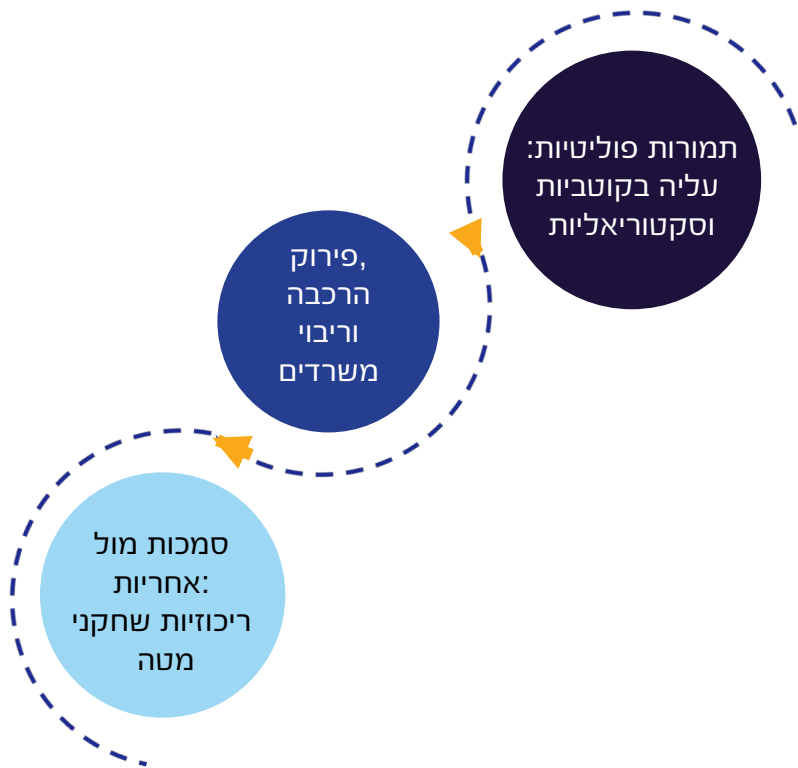 תמורות פוליטיות:
עליה בקוטביות
וסקטוריאליות
פירוק,
הרכבה
וריבוי
משרדים
סמכות מול
אחריות:
ריכוזיות שחקני
מטה